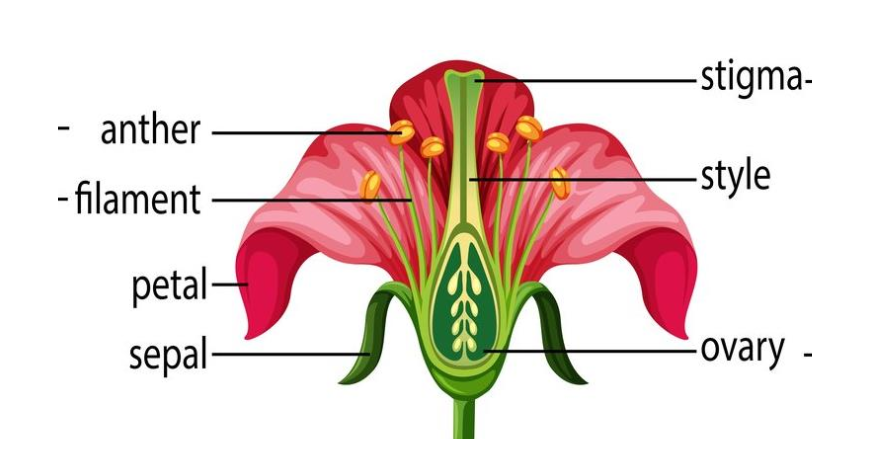 - anther
- filament
petal
sepal
stigma-
style
ovary -